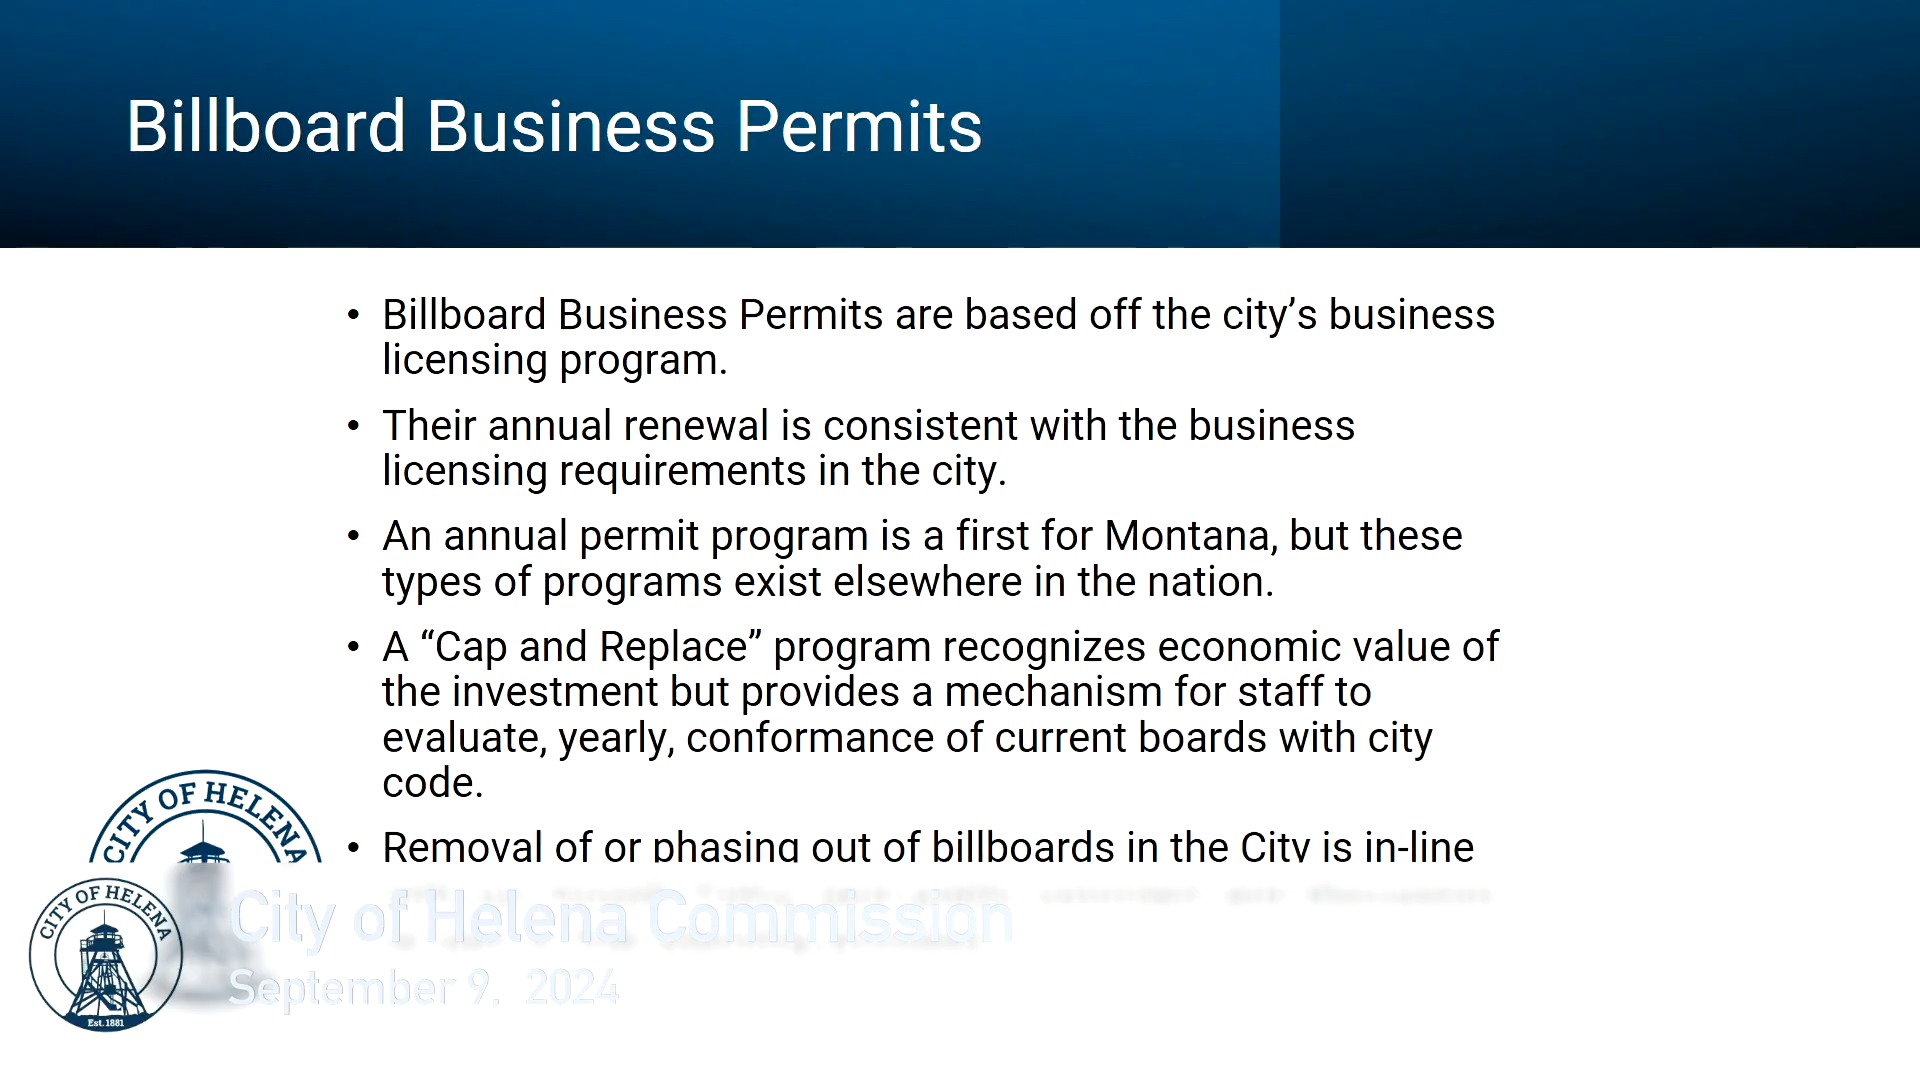 Billboard Business Permits
• Billboard Business Permits are based off the city’s business
licensing program.
• Their annual renewal is consistent with the business
licensing requirements in the city.
• An annual permit program is a first for Montana, but these
types of programs exist elsewhere in the nation.
• A “Cap and Replace” program recognizes economic value of
the investment but provides a mechanism for staff to
evaluate, yearly, conformance of current boards with city
code.
• Removal of or phasing out of billboards in the City is in-line
CITY OF HELENA
CITY OF HELENA
Est. 1881
City of Helena Commission
September 9, 2024